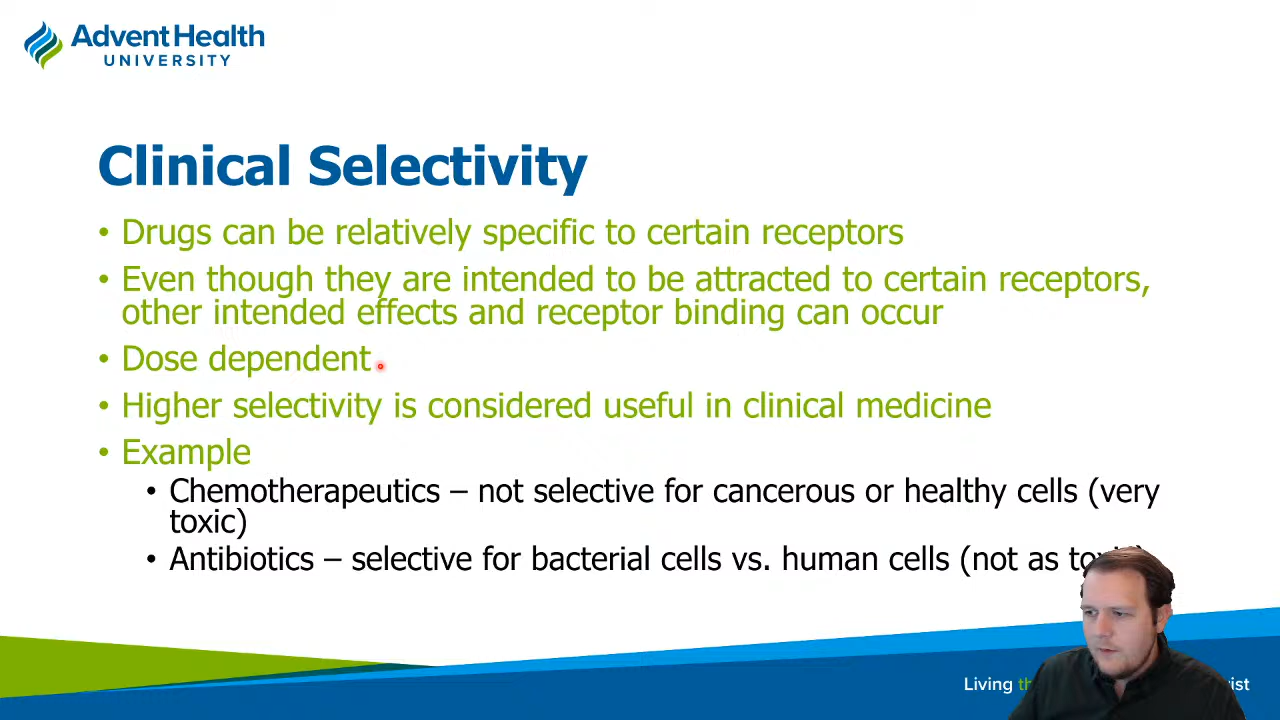 AdventHealth
UNIVERSITY
Clinical Selectivity
• Drugs can be relatively specific to certain receptors
• Even though they are intended to be attracted to certain receptors,
other intended effects and receptor binding can occur
• Dose dependent
• Higher selectivity is considered useful in clinical medicine
• Example
• Chemotherapeutics – not selective for cancerous or healthy cells (very
toxic)
• Antibiotics – selective for bacterial cells vs. human cells (not as
Living